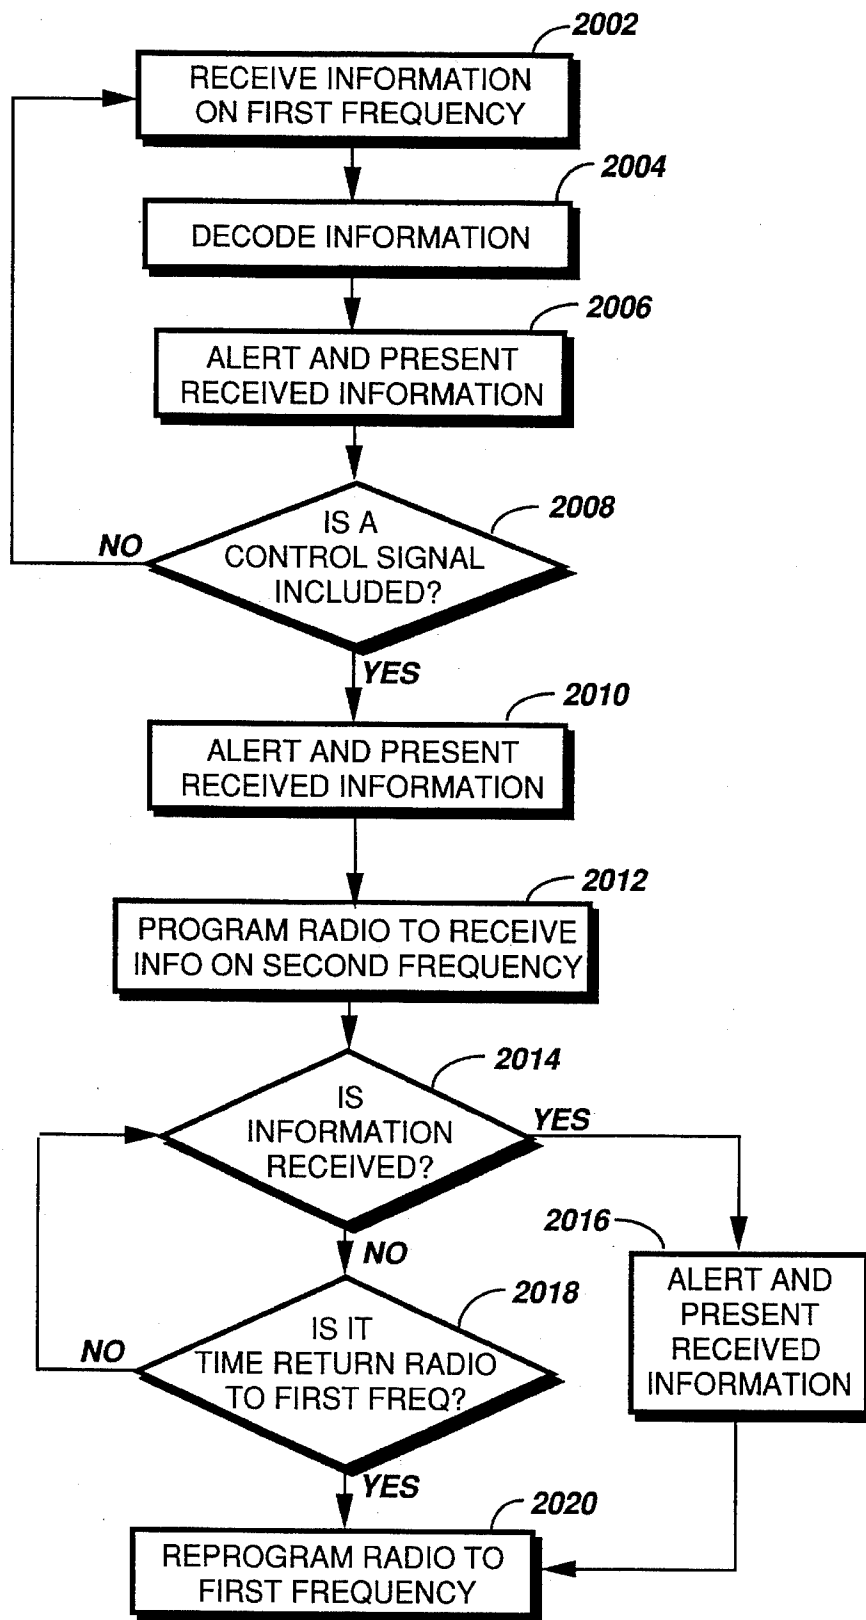 2002
RECEIVE INFORMATION
ON FIRST FREQUENCY
2004
DECODE INFORMATION
2006
ALERT AND PRESENT
RECEIVED INFORMATION
2008
IS A
CONTROL SIGNAL
INCLUDED?
NO
YES
2010
ALERT AND PRESENT
RECEIVED INFORMATION
2012
PROGRAM RADIO TO RECEIVE
INFO ON SECOND FREQUENCY
2014
IS
INFORMATION
RECEIVED?
YES
NO
2016
ALERT AND
PRESENT
RECEIVED
INFORMATION
2018
IS IT
TIME RETURN RADIO
TO FIRST FREQ?
NO
YES
2020
REPROGRAM RADIO TO
FIRST FREQUENCY